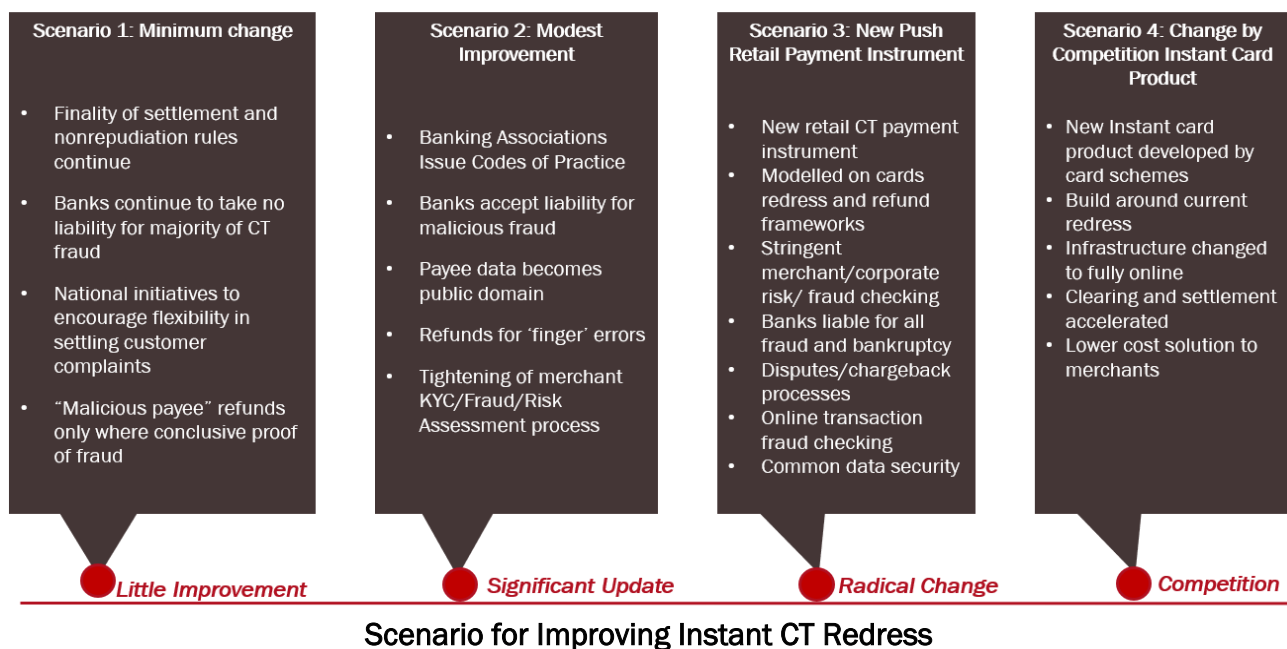 Scenario 1: Minimum change
• Finality of settlement and
nonrepudiation rules
continue
• Banks continue to take no
liability for majority of CT
fraud
• National initiatives to
encourage flexibility in
settling customer
complaints
• “Malicious payee” refunds
only where conclusive proof
of fraud
Little Improvement
Scenario 2: Modest
Improvement
• Banking Associations
Issue Codes of Practice
• Banks accept liability for
malicious fraud
• Payee data becomes
public domain
• Refunds for ‘finger’ errors
• Tightening of merchant
KYC/Fraud/Risk
Assessment process
Significant Update
Scenario 3: New Push
Retail Payment Instrument
• New retail CT payment
instrument
• Modelled on cards
redress and refund
frameworks
• Stringent
merchant/corporate
risk/ fraud checking
• Banks liable for all
fraud and bankruptcy
• Disputes/chargeback
processes
• Online transaction
fraud checking
• Common data security
Radical Change
Scenario 4: Change by
Competition Instant Card
Product
• New Instant card
product developed by
card schemes
• Build around current
redress
• Infrastructure changed
to fully online
• Clearing and settlement
accelerated
• Lower cost solution to
merchants
Competition
Scenario for Improving Instant CT Redress